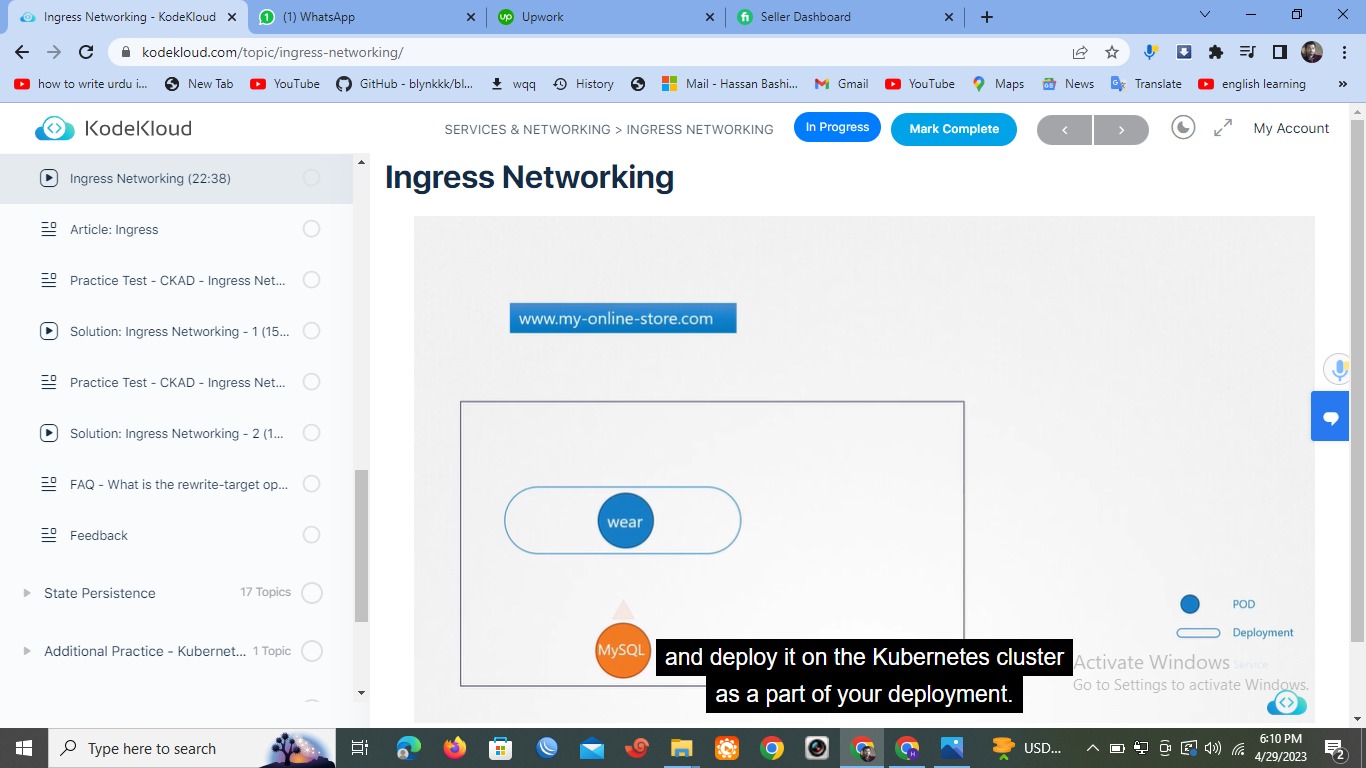 Ingress Networking - KodeKloud
(1) WhatsApp
Upwork
Seller Dashboard
kodekloud.com/topic/ingress-networking/
how to write urdu i...
New Tab
YouTube
GitHub - blynkkk/bl...
wqq
History
Mail - Hassan Bashi...
Gmail
YouTube
Maps
News
Translate
english learning
»
KodeKloud
SERVICES & NETWORKING > INGRESS NETWORKING
In Progress
Mark Complete
My Account
Ingress Networking (22:38)
Article: Ingress
Practice Test - CKAD - Ingress Net...
Solution: Ingress Networking - 1 (15...
Practice Test - CKAD - Ingress Net...
Solution: Ingress Networking - 2 (1...
FAQ - What is the rewrite-target op...
Feedback
State Persistence
17 Topics
Additional Practice - Kubernet...
1 Topic
Ingress Networking
www.my-online-store.com
wear
MySQL
POD
Deployment
Service
and deploy it on the Kubernetes cluster
as a part of your deployment.
Activate Windows
Go to Settings to activate Windows.
Type here to search
USD...
6:10 PM
4/29/2023
2